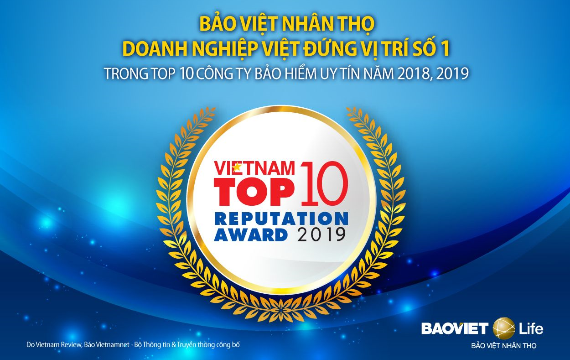 BẢO VIỆT NHÂN THỌ
DOANH NGHIỆP VIỆT ĐỨNG VỊ TRÍ SỐ 1
TRONG TOP 10 CÔNG TY BẢO HIỂM UY TÍN NĂM 2018, 2019
VIETNAM
TOP 10
REPUTATION
AWARD 2019
BAOVIET Life
BẢO VIỆT NHÂN THỌ
Do Vietnam Review, Báo Vietnamnet - Bộ Thông tin & Truyền thông công bố